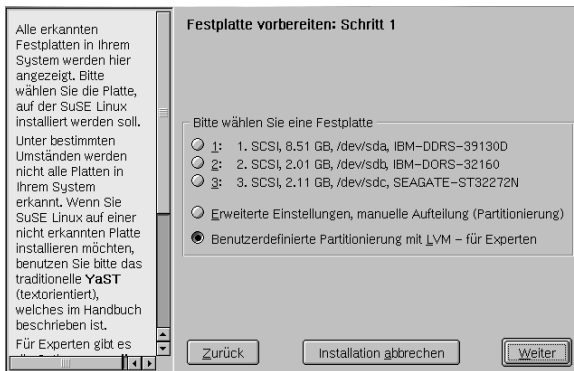 Alle erkannten
Festplatten in Ihrem
System werden hier
angezeigt. Bitte
wählen Sie die Platte,
auf der SuSE Linux
installiert werden soll.
Unter bestimmten
Umständen werden
nicht alle Platten in
Ihrem System
erkannt. Wenn Sie
SuSE Linux auf einer
nicht erkannten Platte
installieren möchten,
benutzen Sie bitte das
traditionelle YaST
(textorientiert),
welches im Handbuch
beschrieben ist.
Für Experten gibt es
Festplatte vorbereiten: Schritt 1
Bitte wählen Sie eine Festplatte
1: 1. SCSI, 8.51 GB, /dev/sda, IBM-DDRS-39130D
2: 2. SCSI, 2.01 GB, /dev/sdb, IBM-DORS-32160
3: 3. SCSI, 2.11 GB, /dev/sdc, SEAGATE-ST32272N
Erweiterte Einstellungen, manuelle Aufteilung (Partitionierung)
Benutzerdefinierte Partitionierung mit LVM - für Experten
Zurück
Installation abbrechen
Weiter